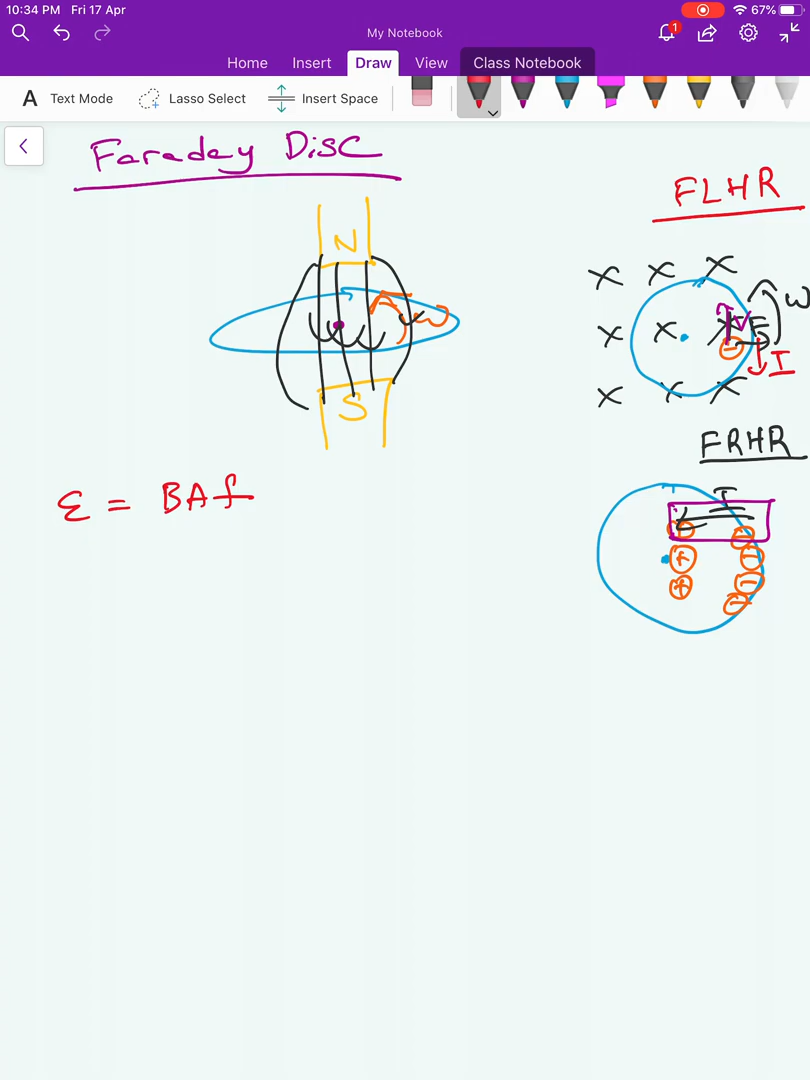 10:34 PM Fri 17 Apr
67%
My Notebook
1
Home Insert Draw View Class Notebook
A Text Mode Lasso Select Insert Space
Faraday Disc
FLHR
N
ω
S
× × ×
× ×
ω
V F
−
I
× × ×
FRHR
ε = BAf
I
+ −
+ −
+ −
−